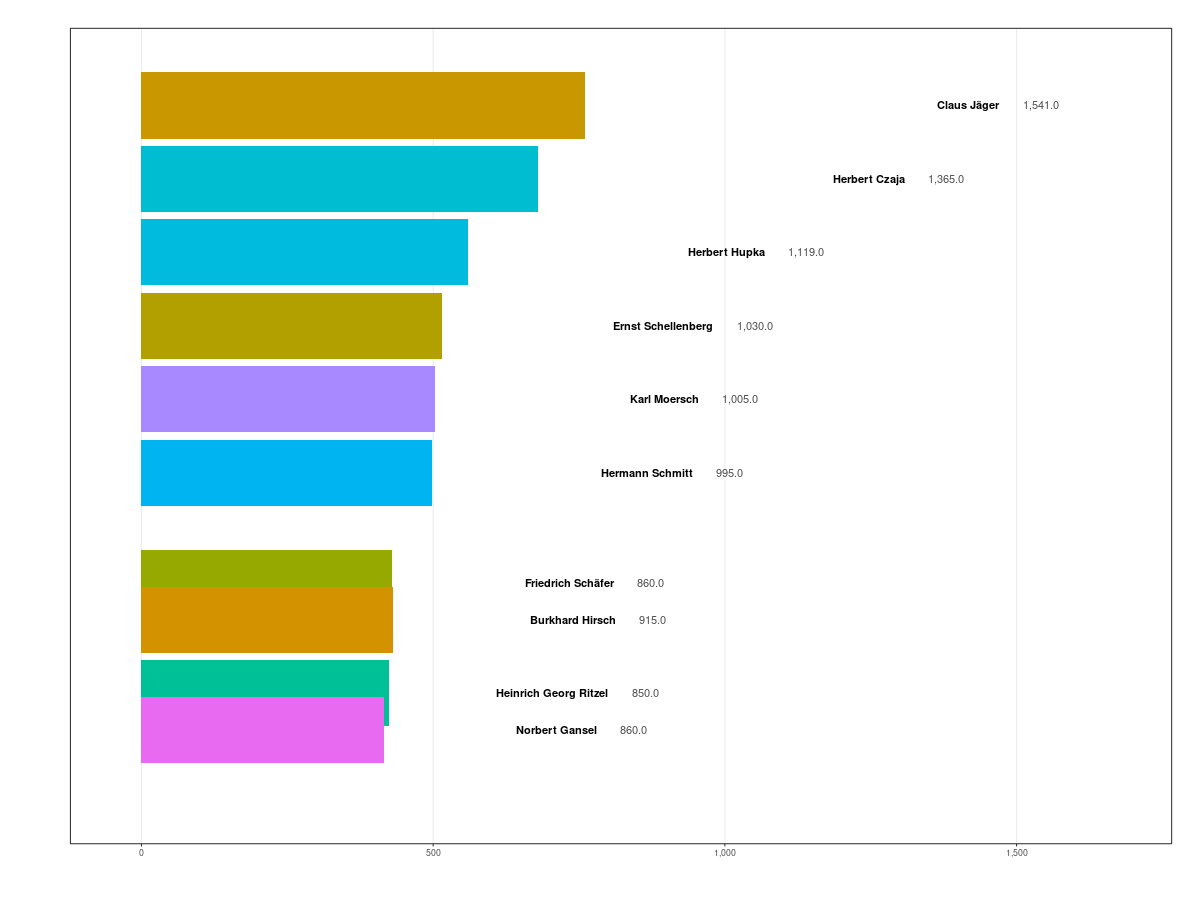 Claus Jäger 1,541.0
Herbert Czaja 1,365.0
Herbert Hupka 1,119.0
Ernst Schellenberg 1,030.0
Karl Moersch 1,005.0
Hermann Schmitt 995.0
Friedrich Schäfer 860.0
Burkhard Hirsch 915.0
Heinrich Georg Ritzel 850.0
Norbert Gansel 860.0
0 500 1,000 1,500